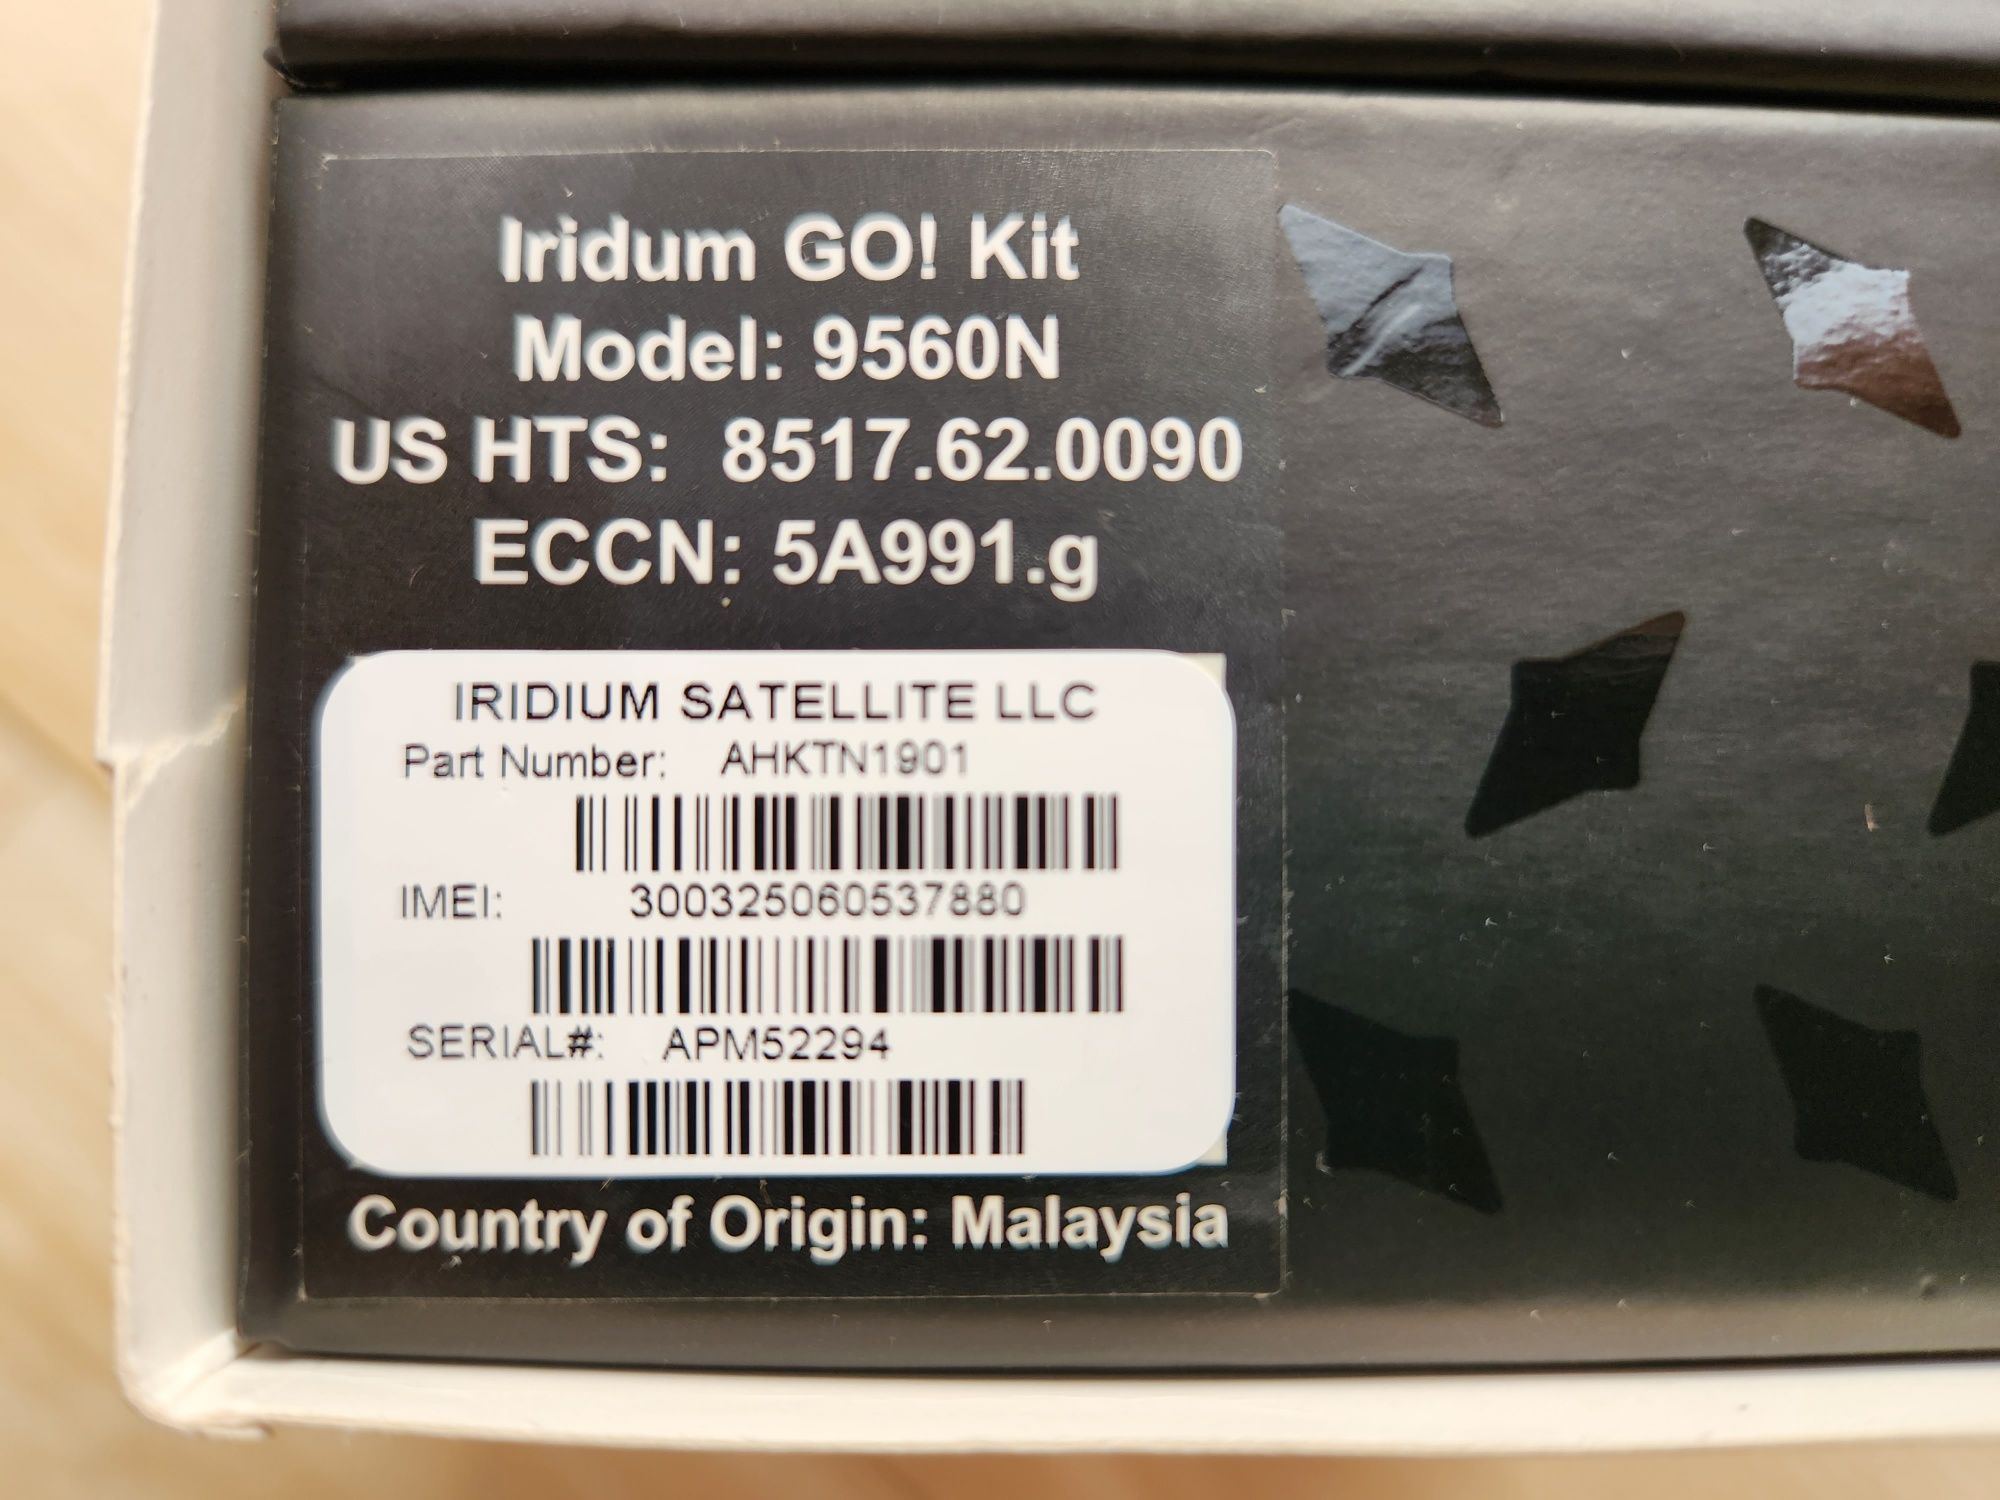 Iridum GO! Kit
Model: 9560N
US HTS: 8517.62.0090
ECCN: 5A991.g
IRIDIUM SATELLITE LLC
Part Number: AHKTN1901
IMEI: 300325060537880
SERIAL#: APM52294
Country of Origin: Malaysia